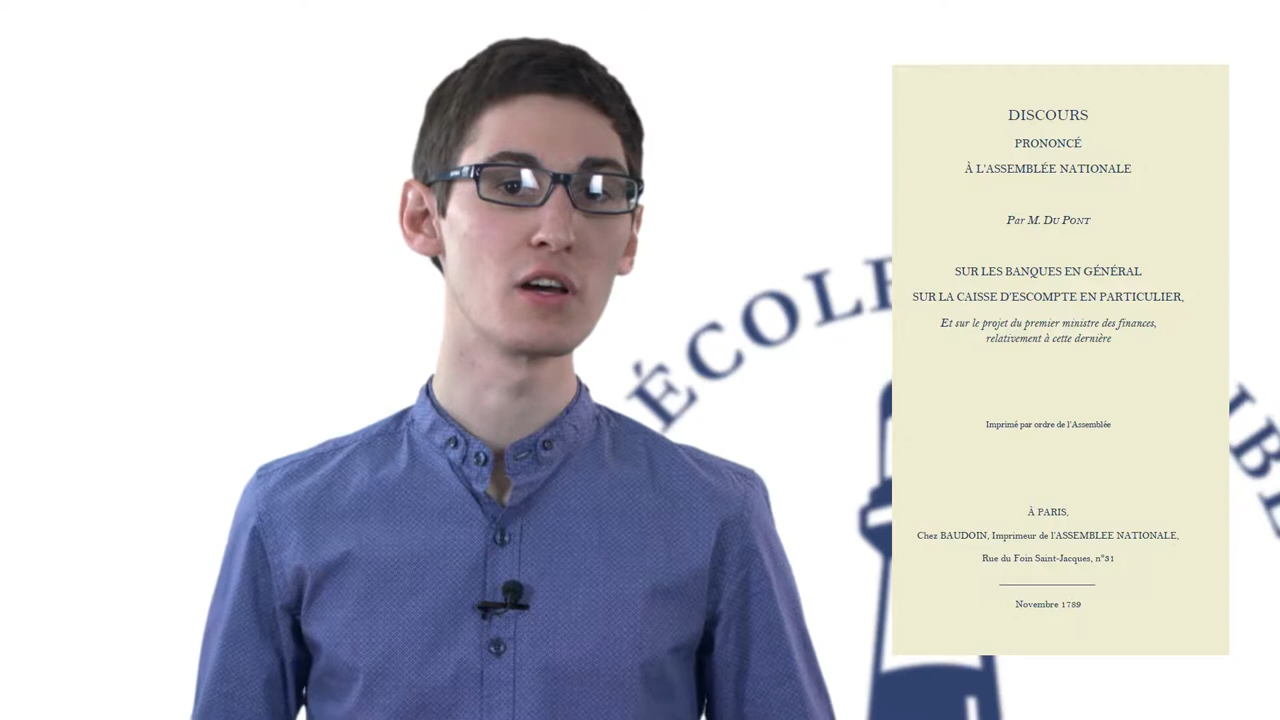 ÉCOLE
DISCOURS
PRONONCÉ
À L'ASSEMBLÉE NATIONALE
Par M. DU PONT
SUR LES BANQUES EN GÉNÉRAL
SUR LA CAISSE D'ESCOMPTE EN PARTICULIER,
Et sur le projet du premier ministre des finances,
relativement à cette dernière
Imprimé par ordre de l'Assemblée
À PARIS,
Chez BAUDOIN, Imprimeur de l'ASSEMBLEE NATIONALE,
Rue du Foin Saint-Jacques, n°31
Novembre 1789